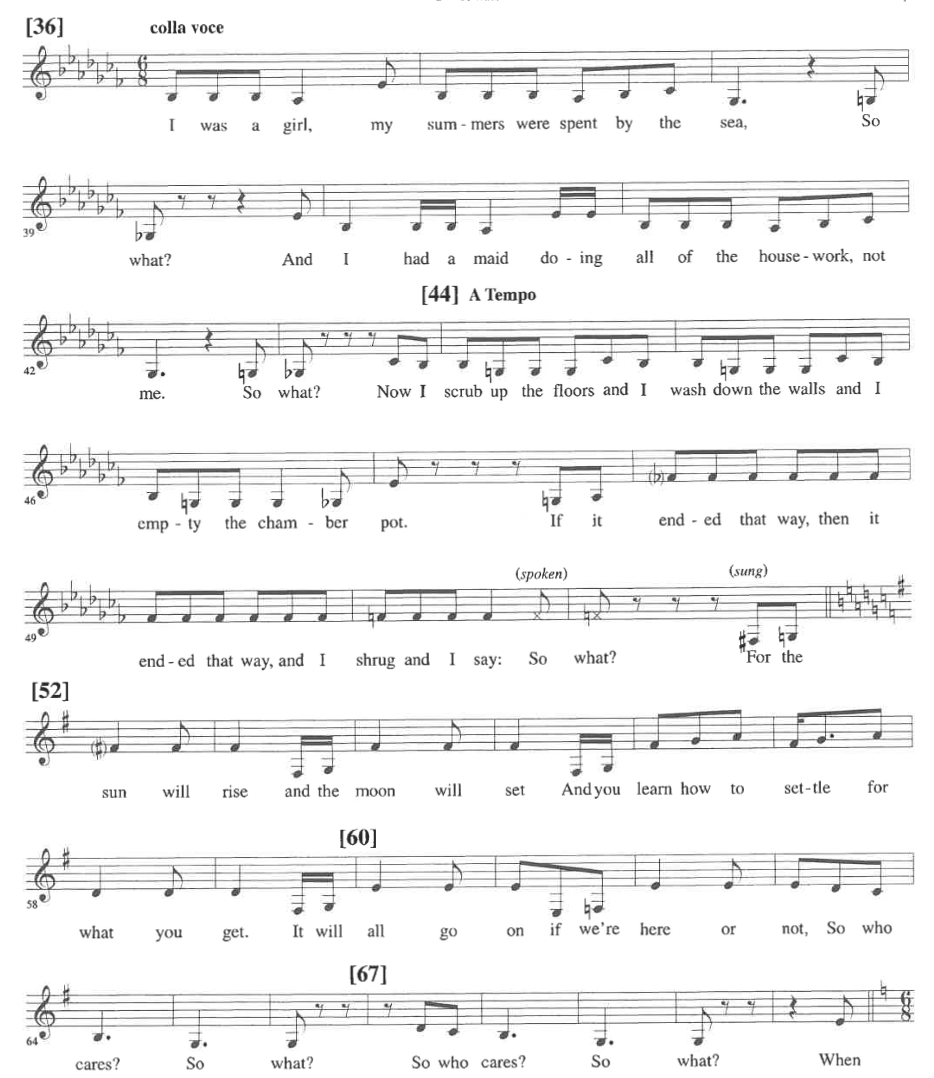 [36] colla voce
I was a girl, my sum - mers were spent by the sea, So
39
what? And I had a maid do - ing all of the house - work, not
[44] A Tempo
42
me. So what? Now I scrub up the floors and I wash down the walls and I
46
emp - ty the cham - ber pot. If it end - ed that way, then it
(spoken) (sung)
49
end - ed that way, and I shrug and I say: So what? For the
[52]
sun will rise and the moon will set And you learn how to set - tle for
[60]
58
what you get. It will all go on if we're here or not, So who
[67]
64
cares? So what? So who cares? So what? When